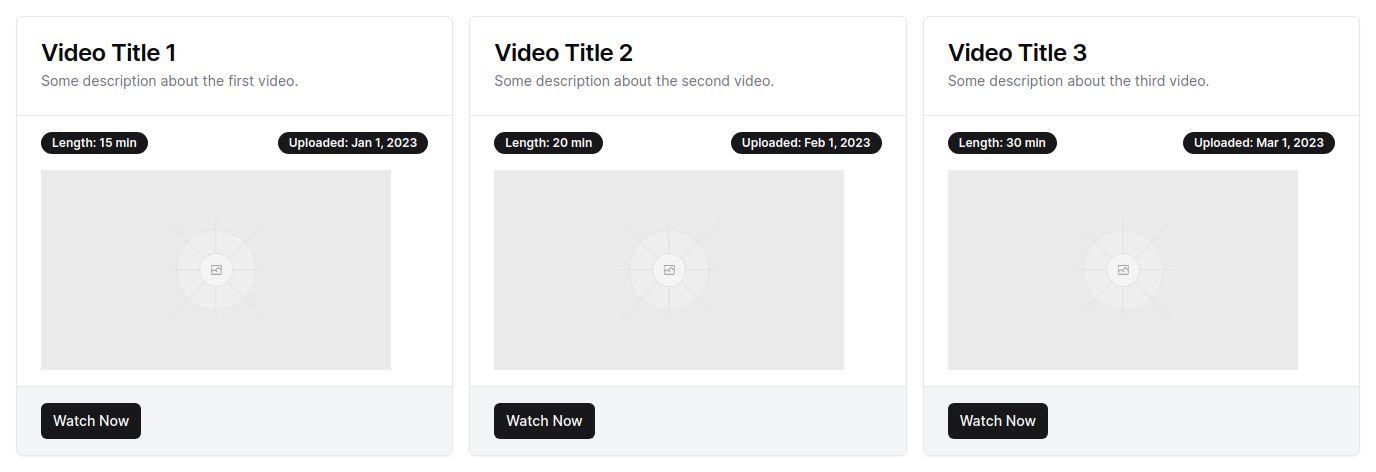 Video Title 1
Some description about the first video.
Length: 15 min
Uploaded: Jan 1, 2023
Watch Now
Video Title 2
Some description about the second video.
Length: 20 min
Uploaded: Feb 1, 2023
Watch Now
Video Title 3
Some description about the third video.
Length: 30 min
Uploaded: Mar 1, 2023
Watch Now